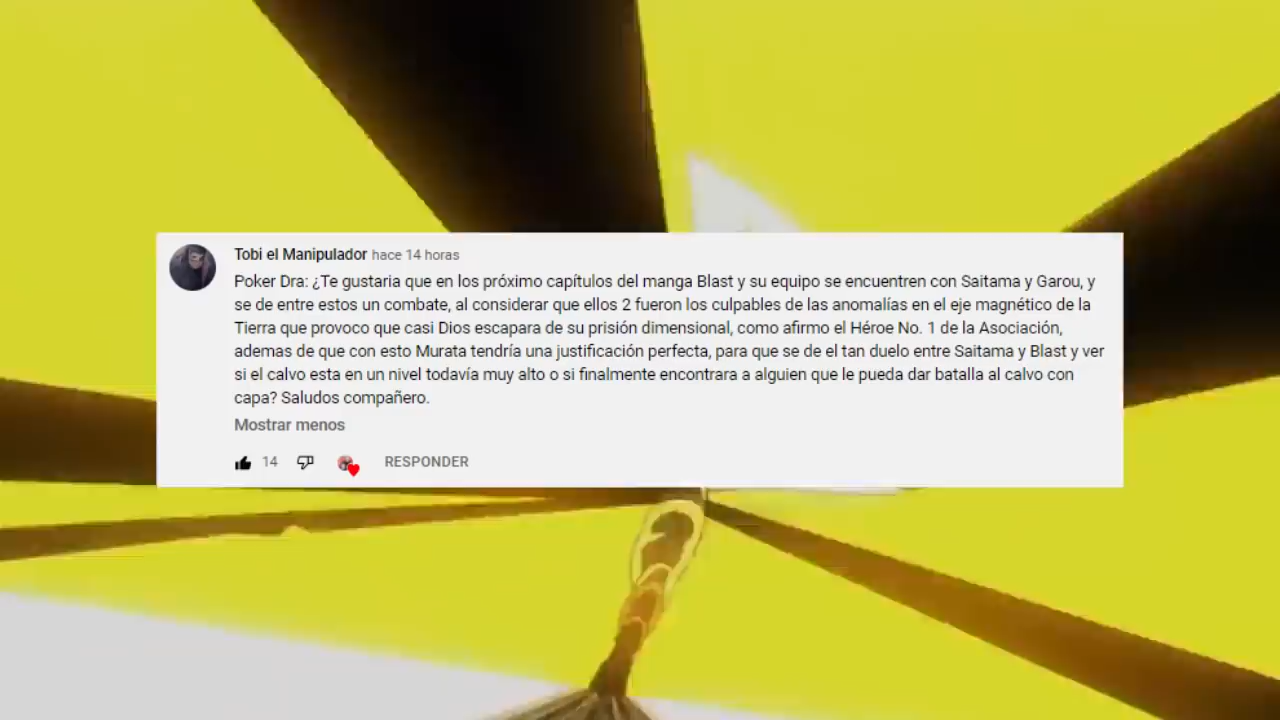 Tobi el Manipulador hace 14 horas
Poker Dra: ¿Te gustaria que en los próximo capítulos del manga Blast y su equipo se encuentren con Saitama y Garou, y
se de entre estos un combate, al considerar que ellos 2 fueron los culpables de las anomalías en el eje magnético de la
Tierra que provoco que casi Dios escapara de su prisión dimensional, como afirmo el Héroe No. 1 de la Asociación,
ademas de que con esto Murata tendría una justificación perfecta, para que se de el tan duelo entre Saitama y Blast y ver
si el calvo esta en un nivel todavía muy alto o si finalmente encontrara a alguien que le pueda dar batalla al calvo con
capa? Saludos compañero.
Mostrar menos
14 RESPONDER